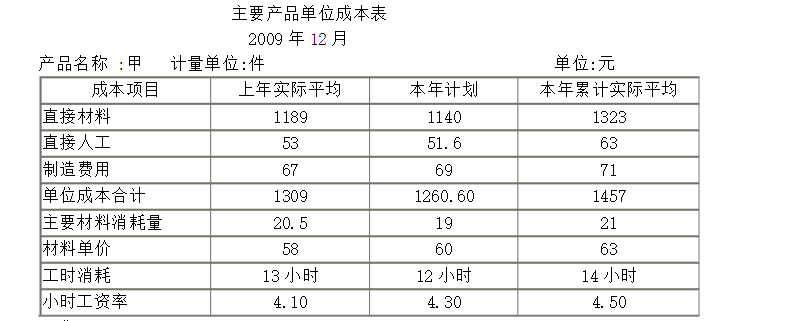 主要产品单位成本表
2009 年 12 月
产品名称 :甲 计量单位:件 单位:元
成本项目 上年实际平均 本年计划 本年累计实际平均
直接材料 1189 1140 1323
直接人工 53 51.6 63
制造费用 67 69 71
单位成本合计 1309 1260.60 1457
主要材料消耗量 20.5 19 21
材料单价 58 60 63
工时消耗 13 小时 12 小时 14 小时
小时工资率 4.10 4.30 4.50